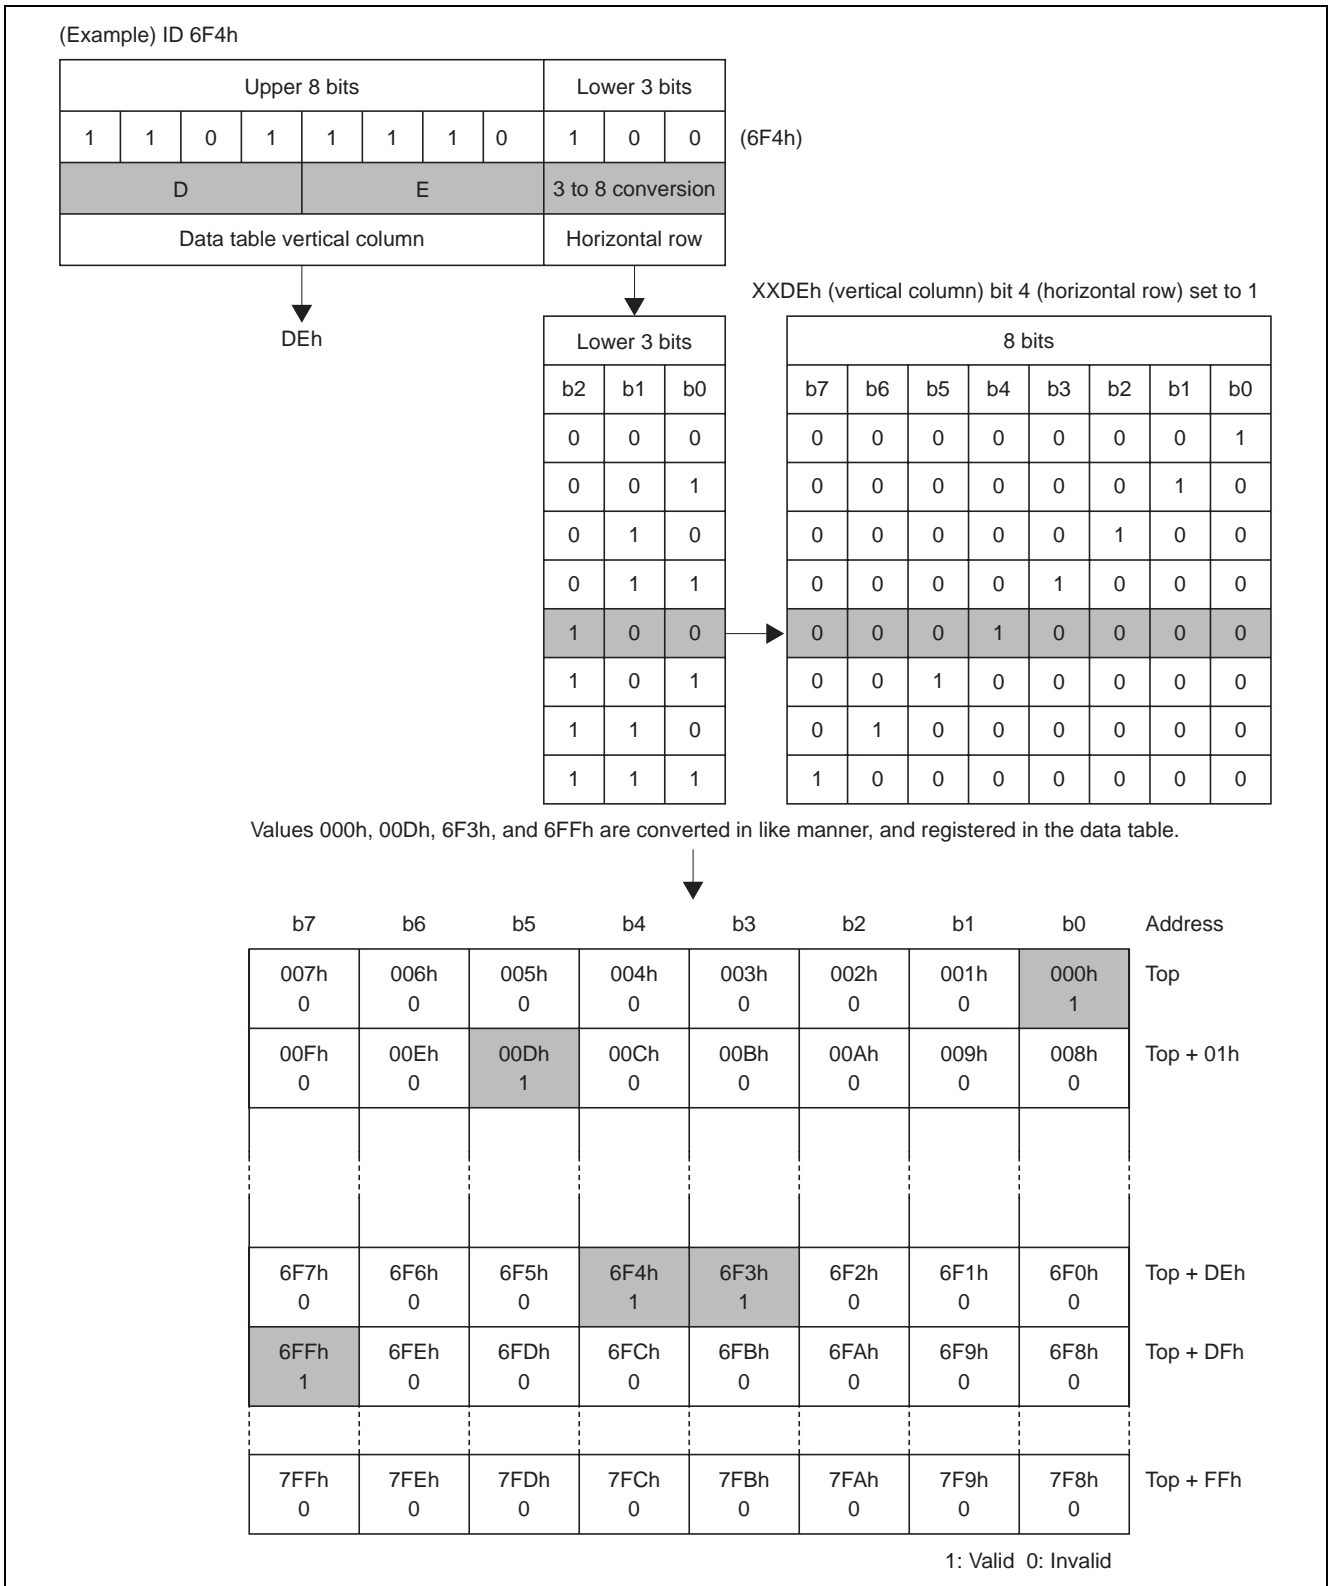 (Example) ID 6F4h
Upper 8 bits Lower 3 bits
1 1 0 1 1 1 1 0 1 0 0 (6F4h)
D E 3 to 8 conversion
Data table vertical column Horizontal row
XXDEh (vertical column) bit 4 (horizontal row) set to 1
DEh
Lower 3 bits 8 bits
b2 b1 b0 b7 b6 b5 b4 b3 b2 b1 b0
0 0 0 0 0 0 0 0 0 0 1
0 0 1 0 0 0 0 0 0 1 0
0 1 0 0 0 0 0 0 1 0 0
0 1 1 0 0 0 0 1 0 0 0
1 0 0 0 0 0 1 0 0 0 0
1 0 1 0 0 1 0 0 0 0 0
1 1 0 0 1 0 0 0 0 0 0
1 1 1 1 0 0 0 0 0 0 0
Values 000h, 00Dh, 6F3h, and 6FFh are converted in like manner, and registered in the data table.
b7 b6 b5 b4 b3 b2 b1 b0 Address
007h 006h 005h 004h 003h 002h 001h 000h Top
0 0 0 0 0 0 0 1
00Fh 00Eh 00Dh 00Ch 00Bh 00Ah 009h 008h Top + 01h
0 0 1 0 0 0 0 0
6F7h 6F6h 6F5h 6F4h 6F3h 6F2h 6F1h 6F0h Top + DEh
0 0 0 1 1 0 0 0
6FFh 6FEh 6FDh 6FCh 6FBh 6FAh 6F9h 6F8h Top + DFh
1 0 0 0 0 0 0 0
7FFh 7FEh 7FDh 7FCh 7FBh 7FAh 7F9h 7F8h Top + FFh
0 0 0 0 0 0 0 0
1: Valid 0: Invalid